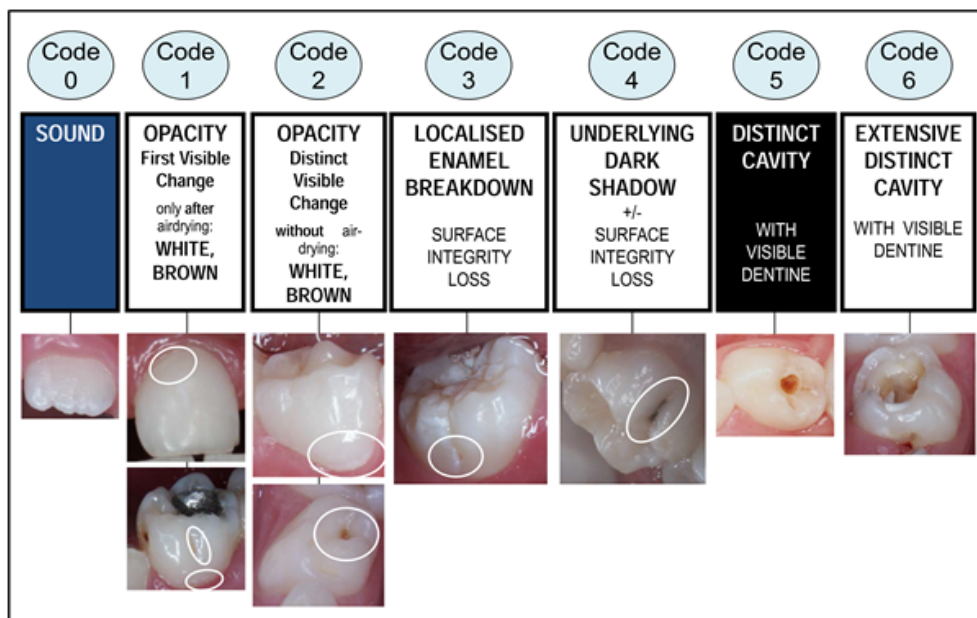 Code
0
Code
1
Code
2
Code
3
Code
4
Code
5
Code
6
SOUND
OPACITY
First Visible
Change
only after
airdrying:
WHITE,
BROWN
OPACITY
Distinct
Visible
Change
without air-
drying:
WHITE,
BROWN
LOCALISED
ENAMEL
BREAKDOWN
SURFACE
INTEGRITY
LOSS
UNDERLYING
DARK
SHADOW
+/-
SURFACE
INTEGRITY
LOSS
DISTINCT
CAVITY
WITH
VISIBLE
DENTINE
EXTENSIVE
DISTINCT
CAVITY
WITH VISIBLE
DENTINE